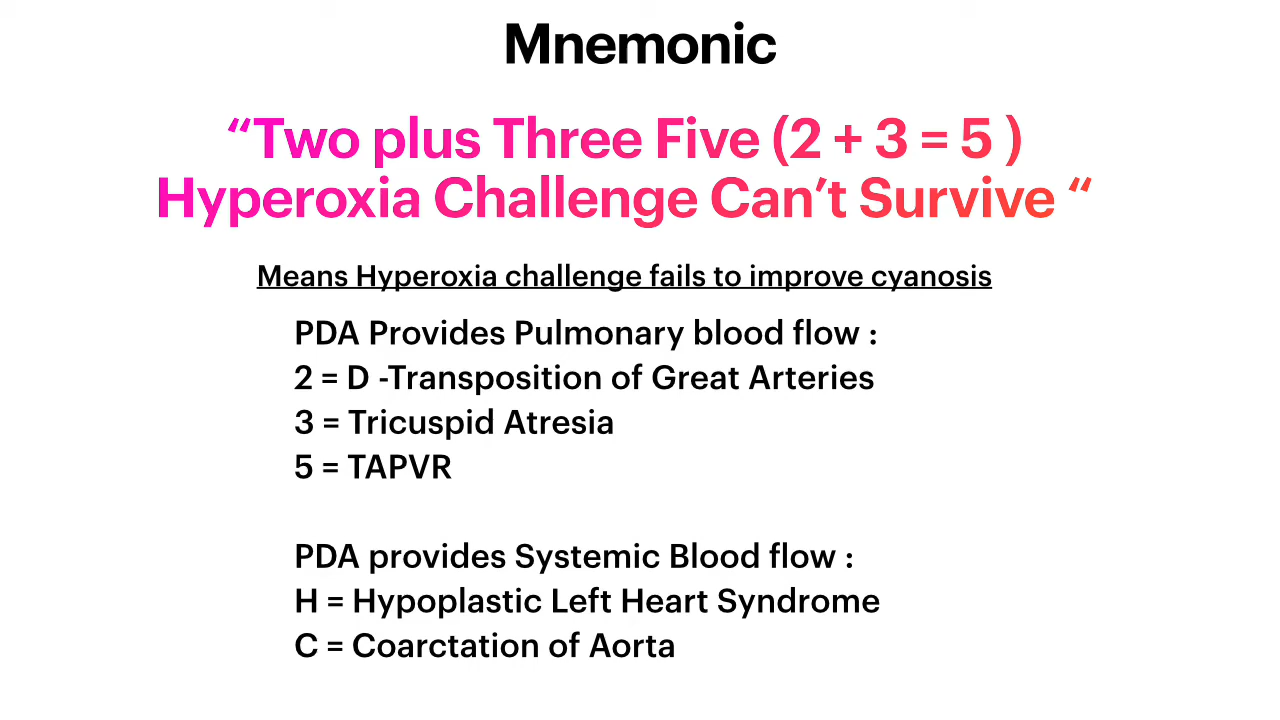 Mnemonic
“Two plus Three Five (2 + 3 = 5 )
Hyperoxia Challenge Can’t Survive “
Means Hyperoxia challenge fails to improve cyanosis
PDA Provides Pulmonary blood flow :
2 = D -Transposition of Great Arteries
3 = Tricuspid Atresia
5 = TAPVR
PDA provides Systemic Blood flow :
H = Hypoplastic Left Heart Syndrome
C = Coarctation of Aorta